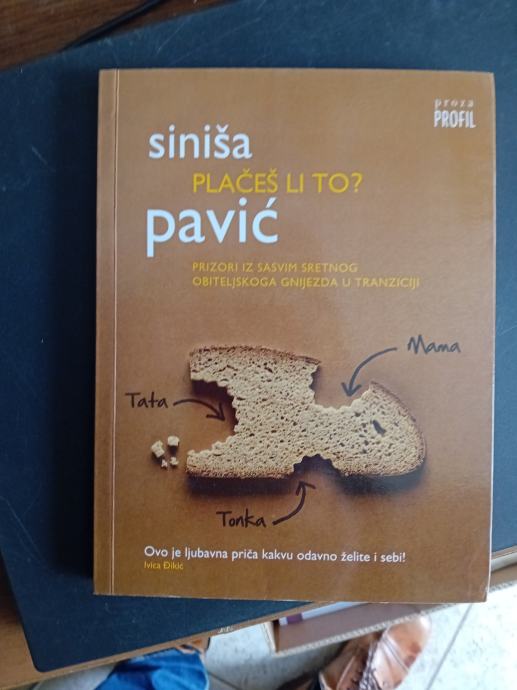 proza
PROFIL
siniša
PLAČEŠ LI TO?
pavić
PRIZORI IZ SASVIM SRETNOG
OBITELJSKOGA GNIJEZDA U TRANZICIJI
Mama
Tata
Tonka
Ovo je ljubavna priča kakvu odavno želite i sebi!
Ivica Đikić